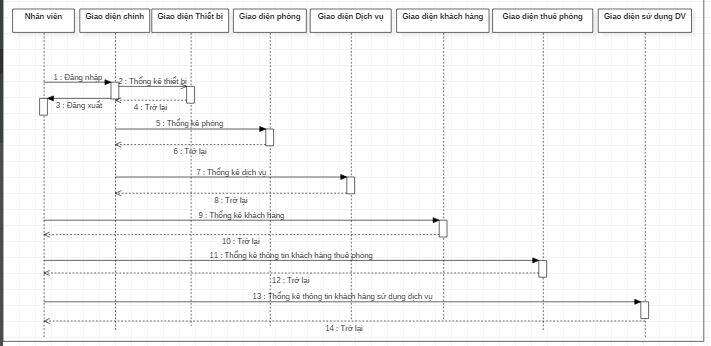 Nhân viên
Giao diện chính
Giao diện Thiết bị
Giao diện phòng
Giao diện Dịch vụ
Giao diện khách hàng
Giao diện thuê phòng
Giao diện sử dụng DV
1 : Đăng nhập
2 : Thống kê thiết bị
3 : Đăng xuất
4 : Trở lại
5 : Thống kê phòng
6 : Trở lại
7 : Thống kê dịch vụ
8 : Trở lại
9 : Thống kê khách hàng
10 : Trở lại
11 : Thống kê thông tin khách hàng thuê phòng
12 : Trở lại
13 : Thống kê thông tin khách hàng sử dụng dịch vụ
14 : Trở lại